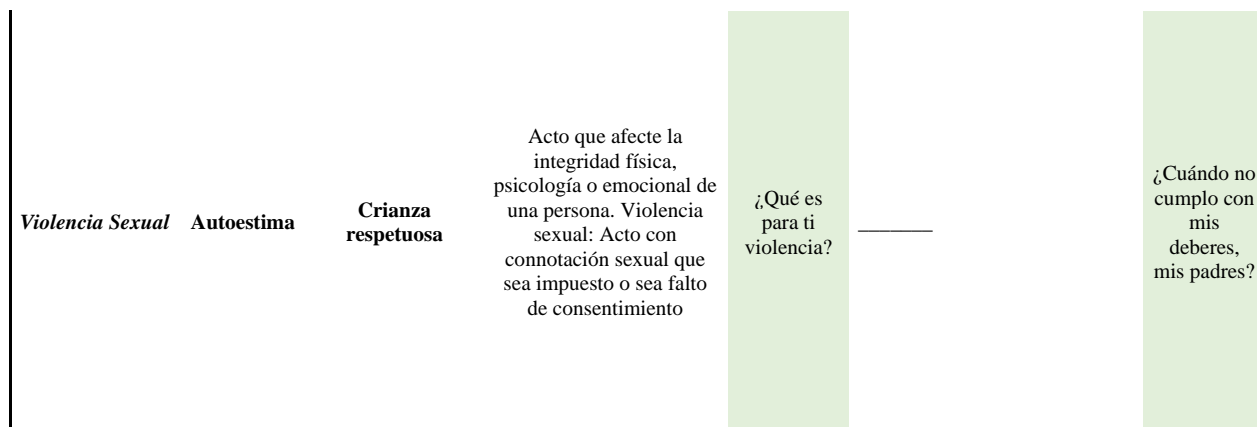 Violencia Sexual
Autoestima
Crianza
respetuosa
Acto que afecte la
integridad física,
psicología o emocional de
una persona. Violencia
sexual: Acto con
connotación sexual que
sea impuesto o sea falto
de consentimiento
¿Qué es
para ti
violencia?
________
¿Cuándo no
cumplo con
mis
deberes,
mis padres?